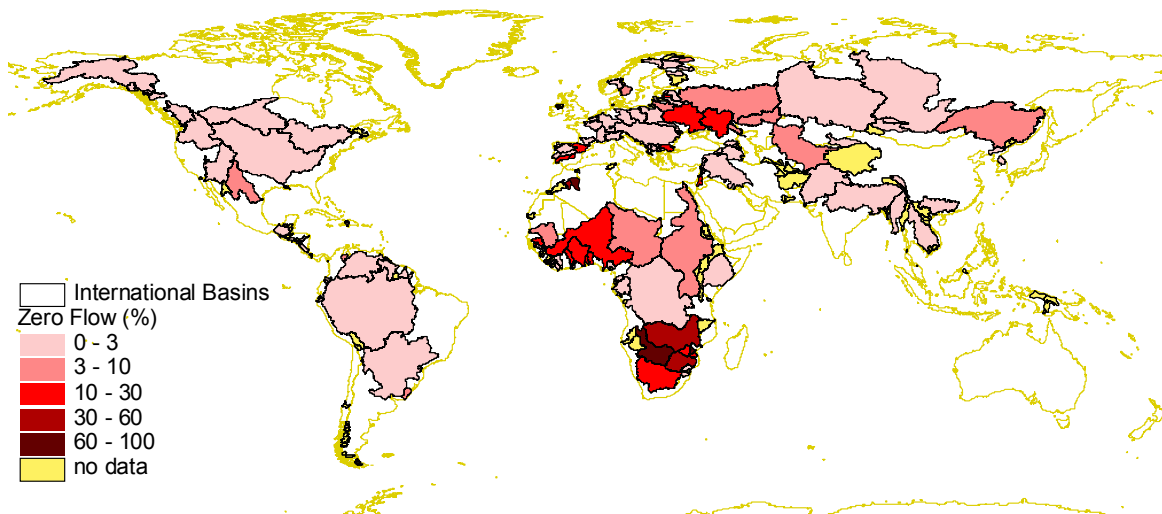 International Basins
Zero Flow (%)
0 - 3
3 - 10
10 - 30
30 - 60
60 - 100
no data